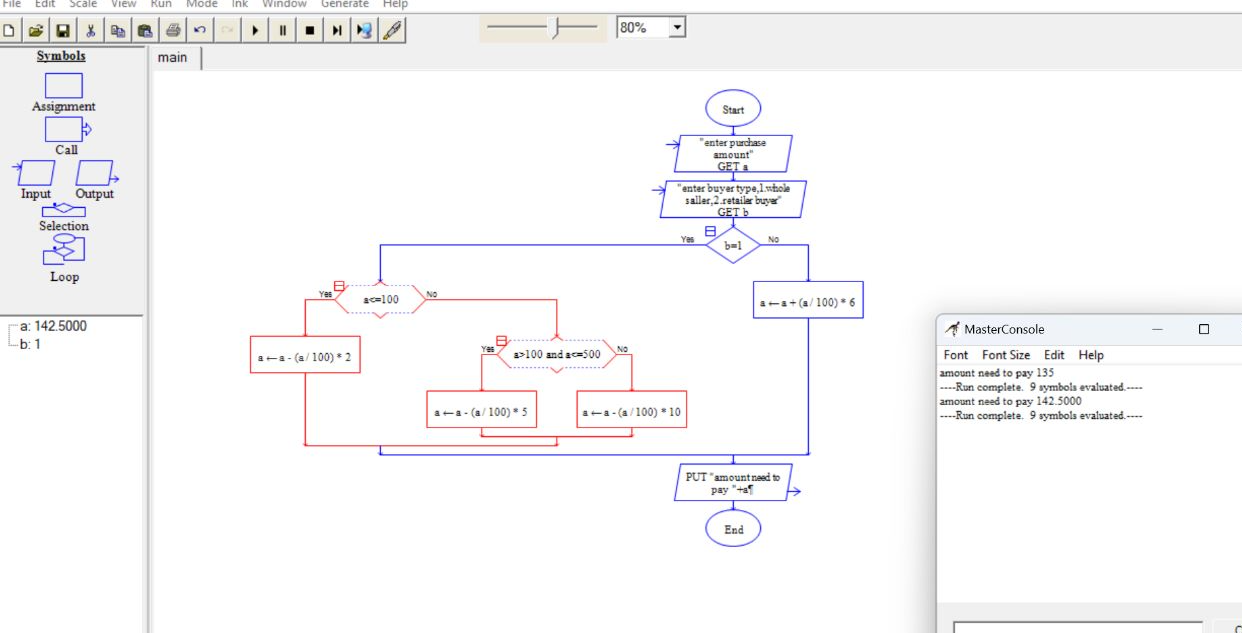 File Edit Scale View Run Mode Ink Window Generate Help
80%
Symbols
main
Assignment
Call
Input Output
Selection
Loop
a: 142.5000
b: 1
Start
"enter purchase
amount"
GET a
"enter buyer type,1.whole
saller,2.retailer buyer"
GET b
Yes
b=1
No
Yes
a<=100
No
a ← a + (a / 100) * 6
a ← a - (a / 100) * 2
Yes
a>100 and a<=500
No
a ← a - (a / 100) * 5
a ← a - (a / 100) * 10
PUT "amount need to
pay "+a¶
End
MasterConsole
Font Font Size Edit Help
amount need to pay 135
----Run complete. 9 symbols evaluated.----
amount need to pay 142.5000
----Run complete. 9 symbols evaluated.----